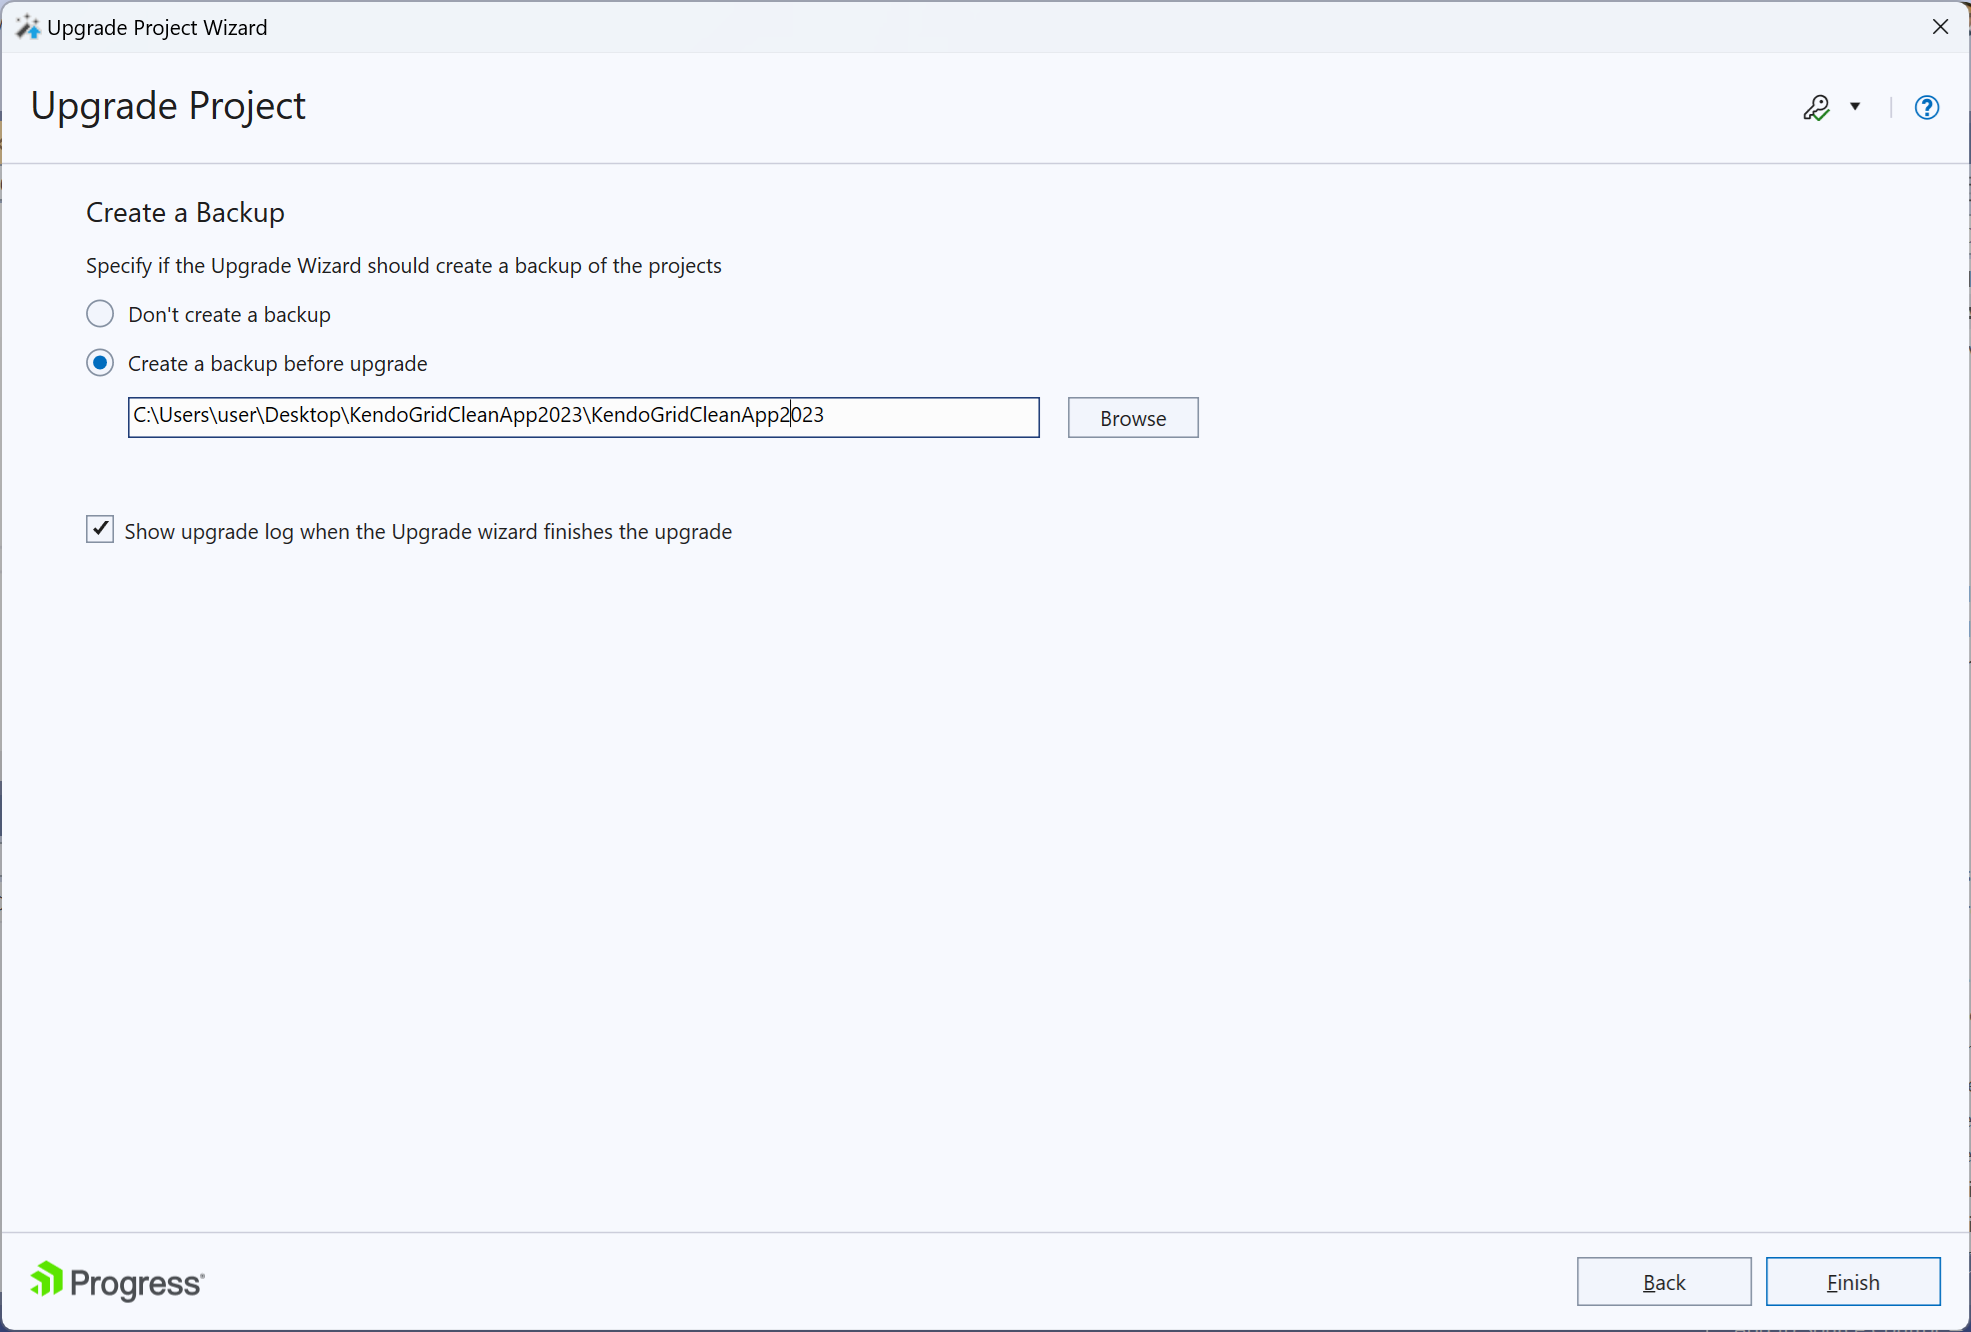 Upgrade Project Wizard
Upgrade Project
Create a Backup
Specify if the Upgrade Wizard should create a backup of the projects
Don't create a backup
Create a backup before upgrade
C:\Users\user\Desktop\KendoGridCleanApp2023\KendoGridCleanApp2023
Browse
Show upgrade log when the Upgrade wizard finishes the upgrade
Progress
Back
Finish